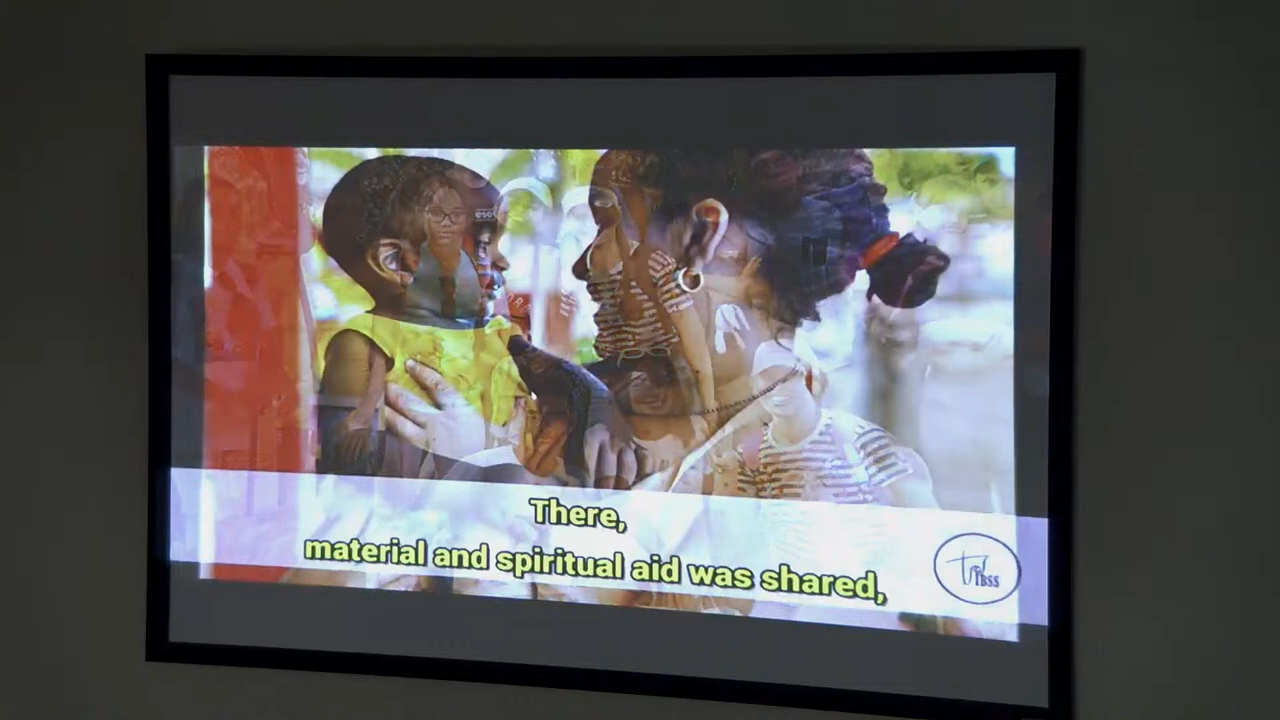 There,
material and spiritual aid was shared,